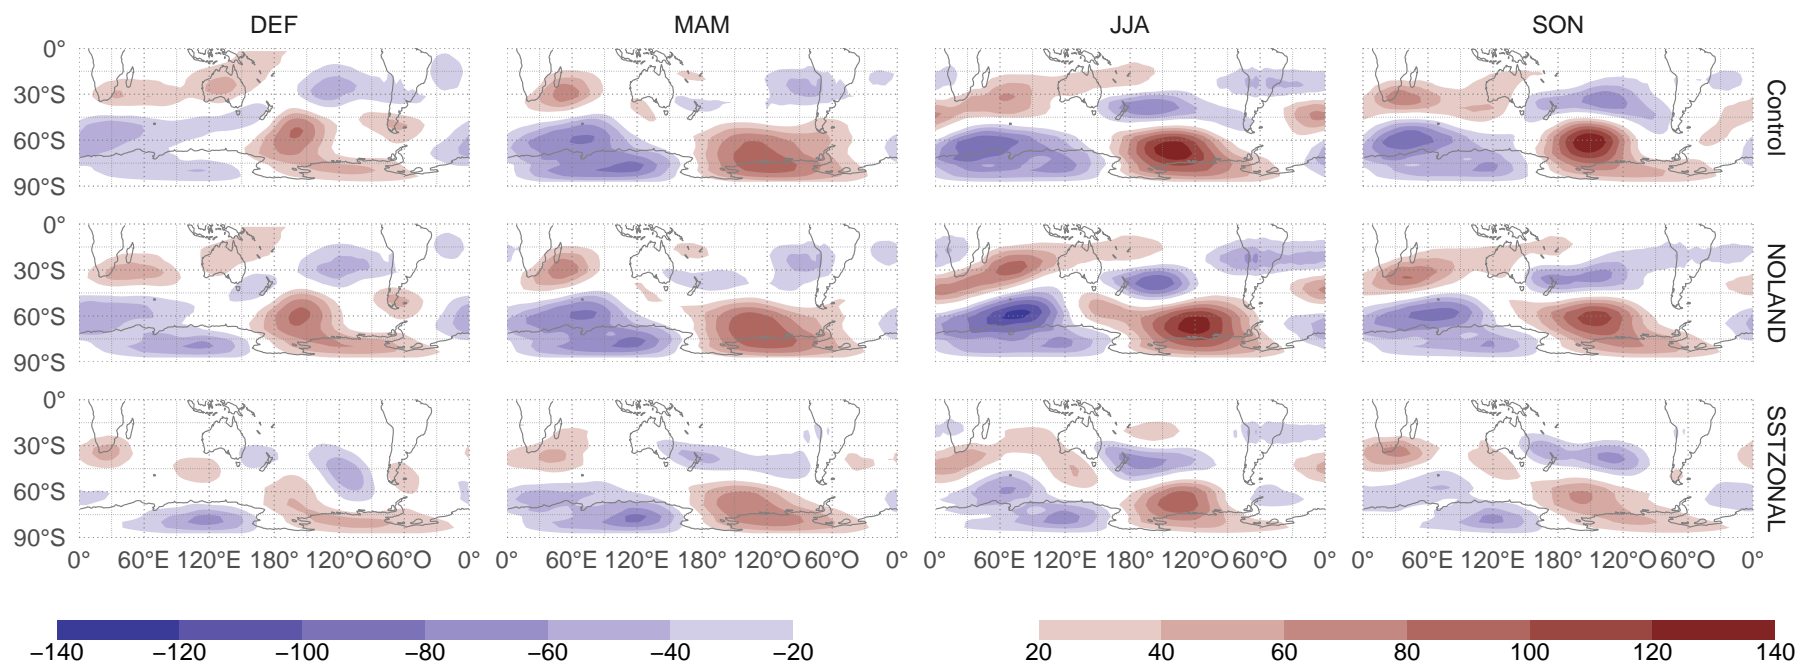 DEF MAM JJA SON
0°
30°S
60°S
90°S
Control
0°
30°S
60°S
90°S
NOLAND
0°
30°S
60°S
90°S
SSTZONAL
0° 60°E 120°E 180° 120°O 60°O 0° 60°E 120°E 180° 120°O 60°O 0° 60°E 120°E 180° 120°O 60°O 0° 60°E 120°E 180° 120°O 60°O 0°
−140 −120 −100 −80 −60 −40 −20 20 40 60 80 100 120 140